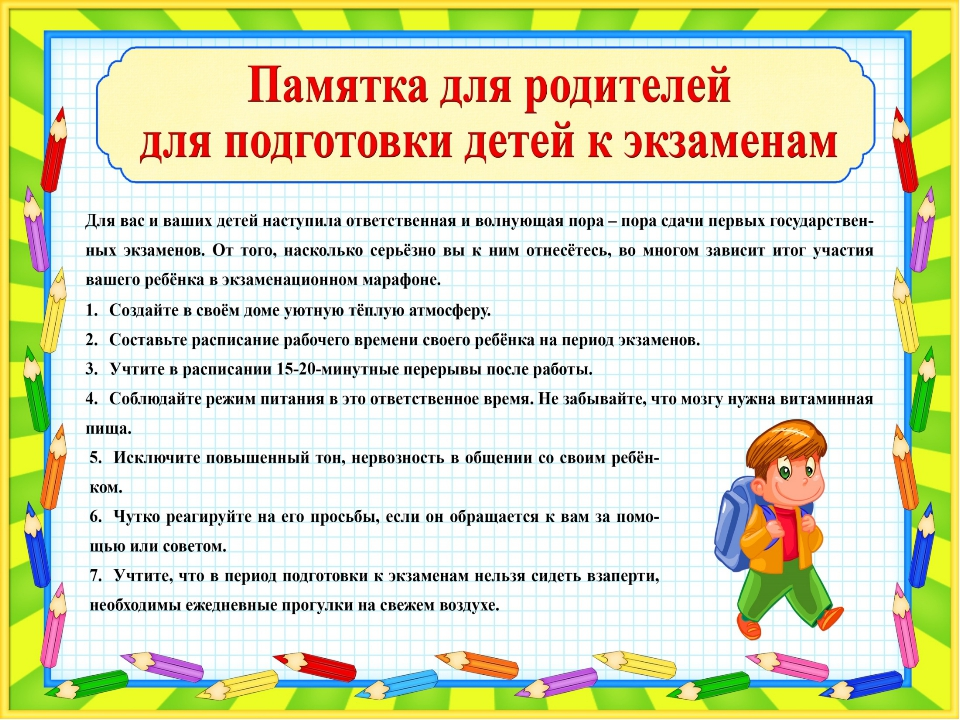 Памятка для родителей
для подготовки детей к экзаменам
Для вас и ваших детей наступила ответственная и волнующая пора – пора сдачи первых государствен-
ных экзаменов. От того, насколько серьёзно вы к ним отнесётесь, во многом зависит итог участия
вашего ребёнка в экзаменационном марафоне.
1. Создайте в своём доме уютную тёплую атмосферу.
2. Составьте расписание рабочего времени своего ребёнка на период экзаменов.
3. Учтите в расписании 15-20-минутные перерывы после работы.
4. Соблюдайте режим питания в это ответственное время. Не забывайте, что мозгу нужна витаминная
пища.
5. Исключите повышенный тон, нервозность в общении со своим ребён-
ком.
6. Чутко реагируйте на его просьбы, если он обращается к вам за помо-
щью или советом.
7. Учтите, что в период подготовки к экзаменам нельзя сидеть взаперти,
необходимы ежедневные прогулки на свежем воздухе.